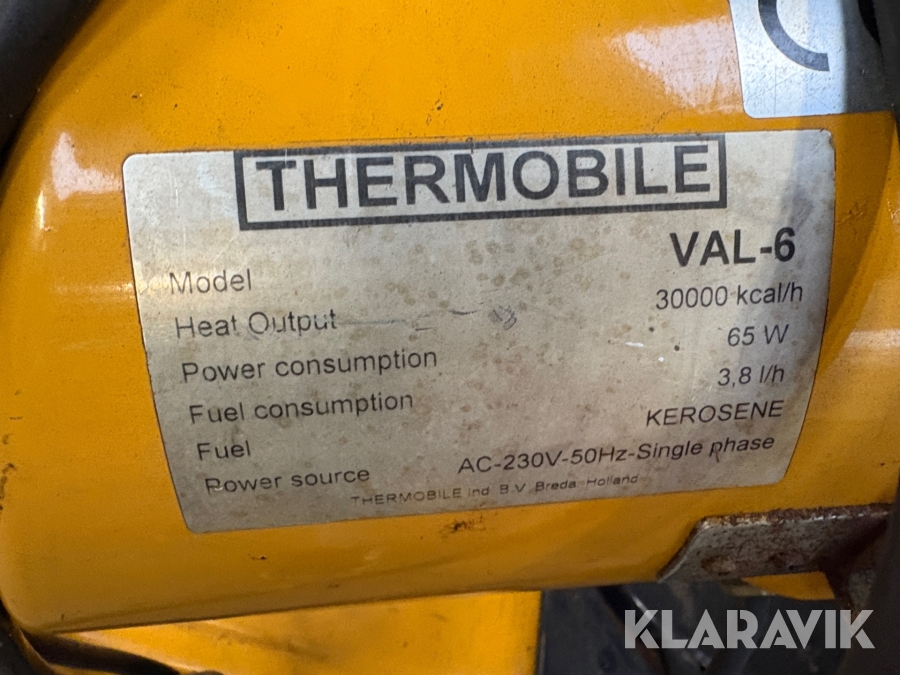 THERMOBILE
Model VAL-6
Heat Output 30000 kcal/h
Power consumption 65 W
Fuel consumption 3,8 l/h
Fuel KEROSENE
Power source AC-230V-50Hz-Single phase
THERMOBILE Ind. B.V. Breda-Holland
KLARAVIK